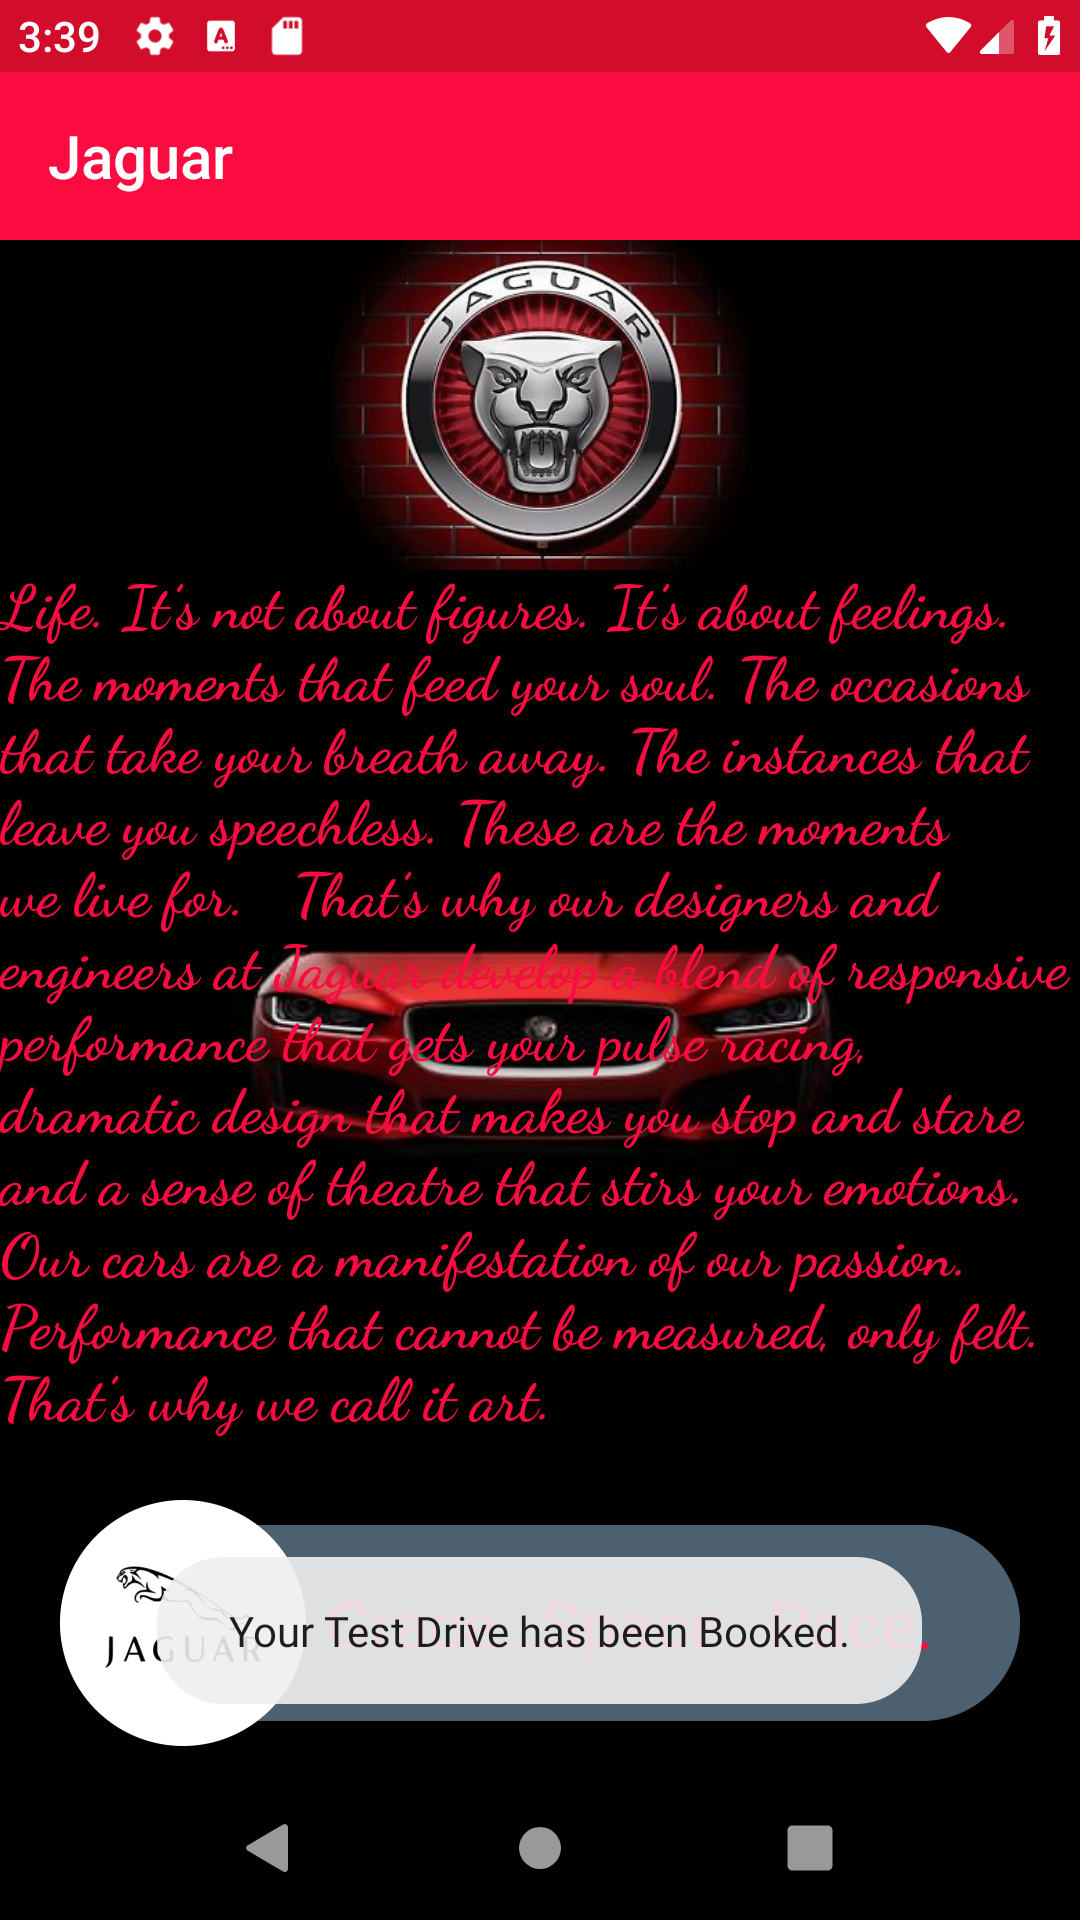 3:39
Jaguar
JAGUAR
Life. It's not about figures. It's about feelings.
The moments that feed your soul. The occasions
that take your breath away. The instances that
leave you speechless. These are the moments
we live for. That's why our designers and
engineers at Jaguar develop a blend of responsive
performance that gets your pulse racing,
dramatic design that makes you stop and stare
and a sense of theatre that stirs your emotions.
Our cars are a manifestation of our passion.
Performance that cannot be measured, only felt.
That's why we call it art.
JAGUAR
Your Test Drive has been Booked.